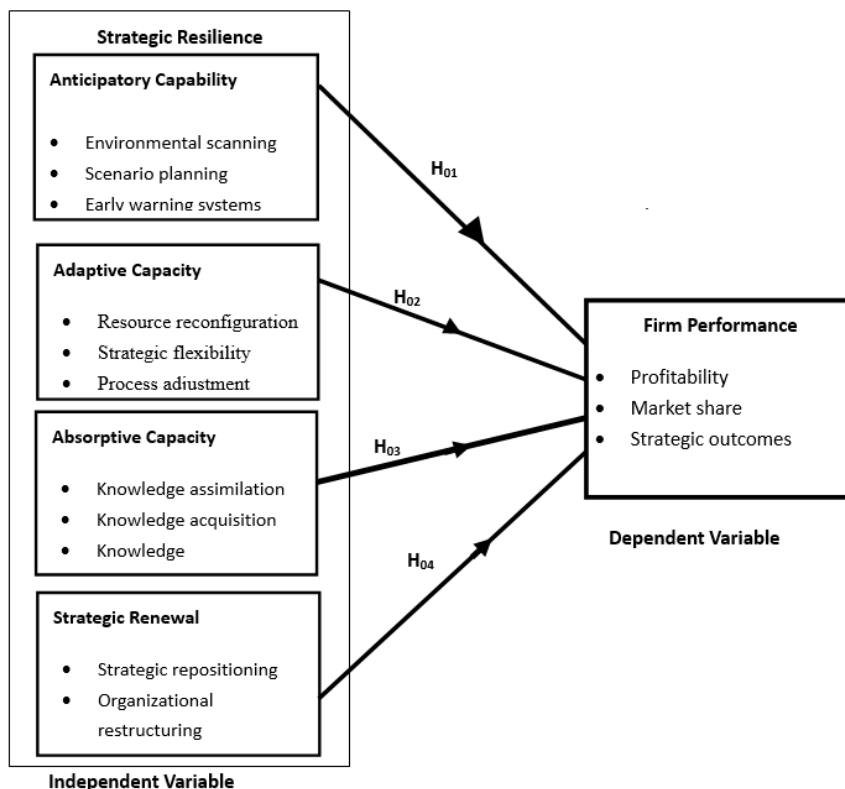 Strategic Resilience
Anticipatory Capability
• Environmental scanning
• Scenario planning
• Early warning systems
Adaptive Capacity
• Resource reconfiguration
• Strategic flexibility
• Process adjustment
Absorptive Capacity
• Knowledge assimilation
• Knowledge acquisition
• Knowledge
Strategic Renewal
• Strategic repositioning
• Organizational
restructuring
Independent Variable
H01
H02
H03
H04
Firm Performance
• Profitability
• Market share
• Strategic outcomes
Dependent Variable